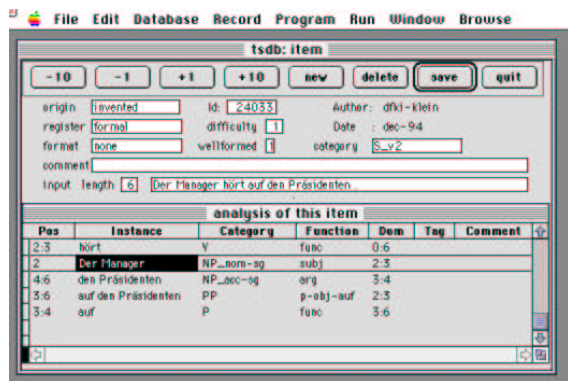 File Edit Database Record Program Run Window Browse
tsdb: item
-10 -1 +1 +10 new delete save quit
origin invented Id: 24033 Author: dfki-klein
register formal difficulty 1 Date : dec-94
format none wellformed 1 category S_v2
comment
input length 6 Der Manager hört auf den Präsidenten .
analysis of this item
Pos Instance Category Function Dom Tag Comment
2:3 hört V func 0:6
2 Der Manager NP_nom-sg subj 2:3
4:6 den Präsidenten NP_acc-sg arg 3:4
3:6 auf den Präsidenten PP p-obj-auf 2:3
3:4 auf P func 3:6